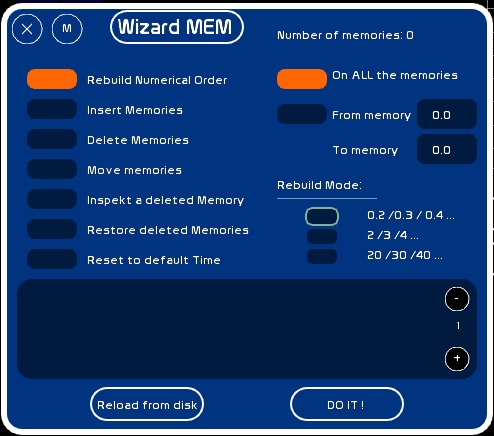 X
M
Wizard MEM
Number of memories: 0
Rebuild Numerical Order
Insert Memories
Delete Memories
Move memories
Inspekt a deleted Memory
Restore deleted Memories
Reset to default Time
On ALL the memories
From memory 0.0
To memory 0.0
Rebuild Mode:
0.2 /0.3 / 0.4 ...
2 /3 /4 ...
20 /30 /40 ...
-
1
+
Reload from disk
DO IT !